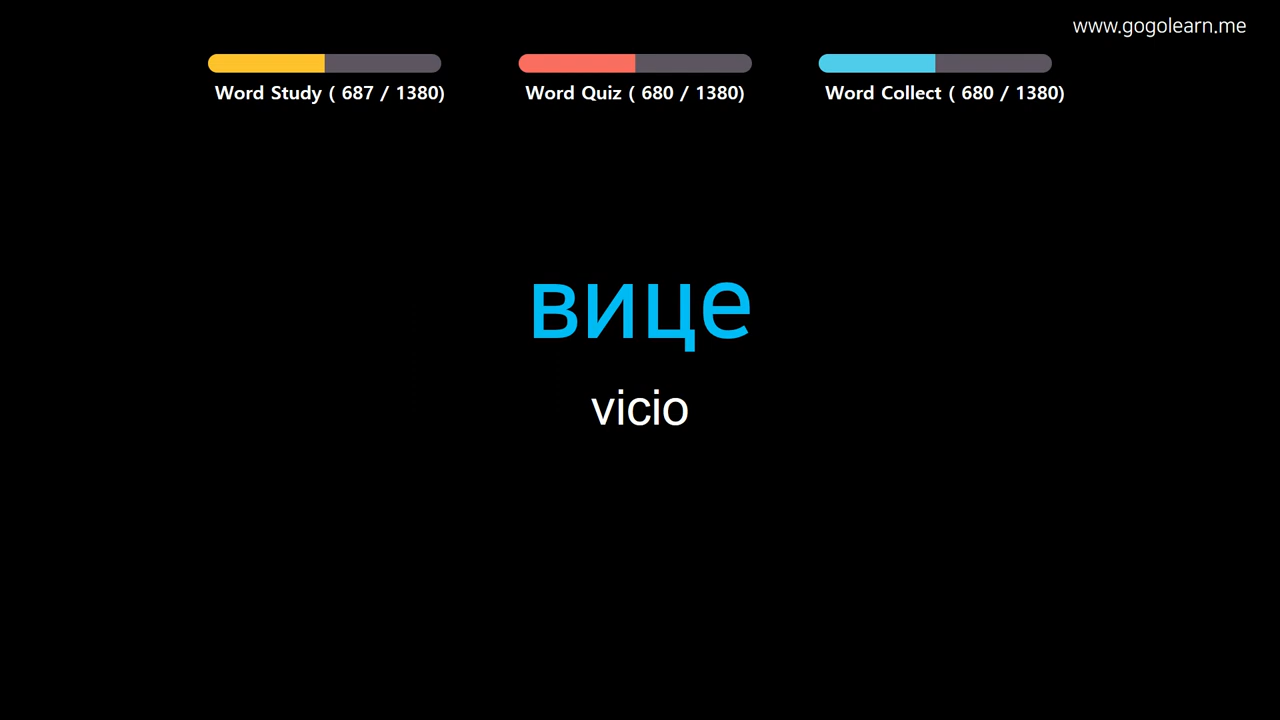 www.gogolearn.me
Word Study ( 687 / 1380)
Word Quiz ( 680 / 1380)
Word Collect ( 680 / 1380)
вице
vicio